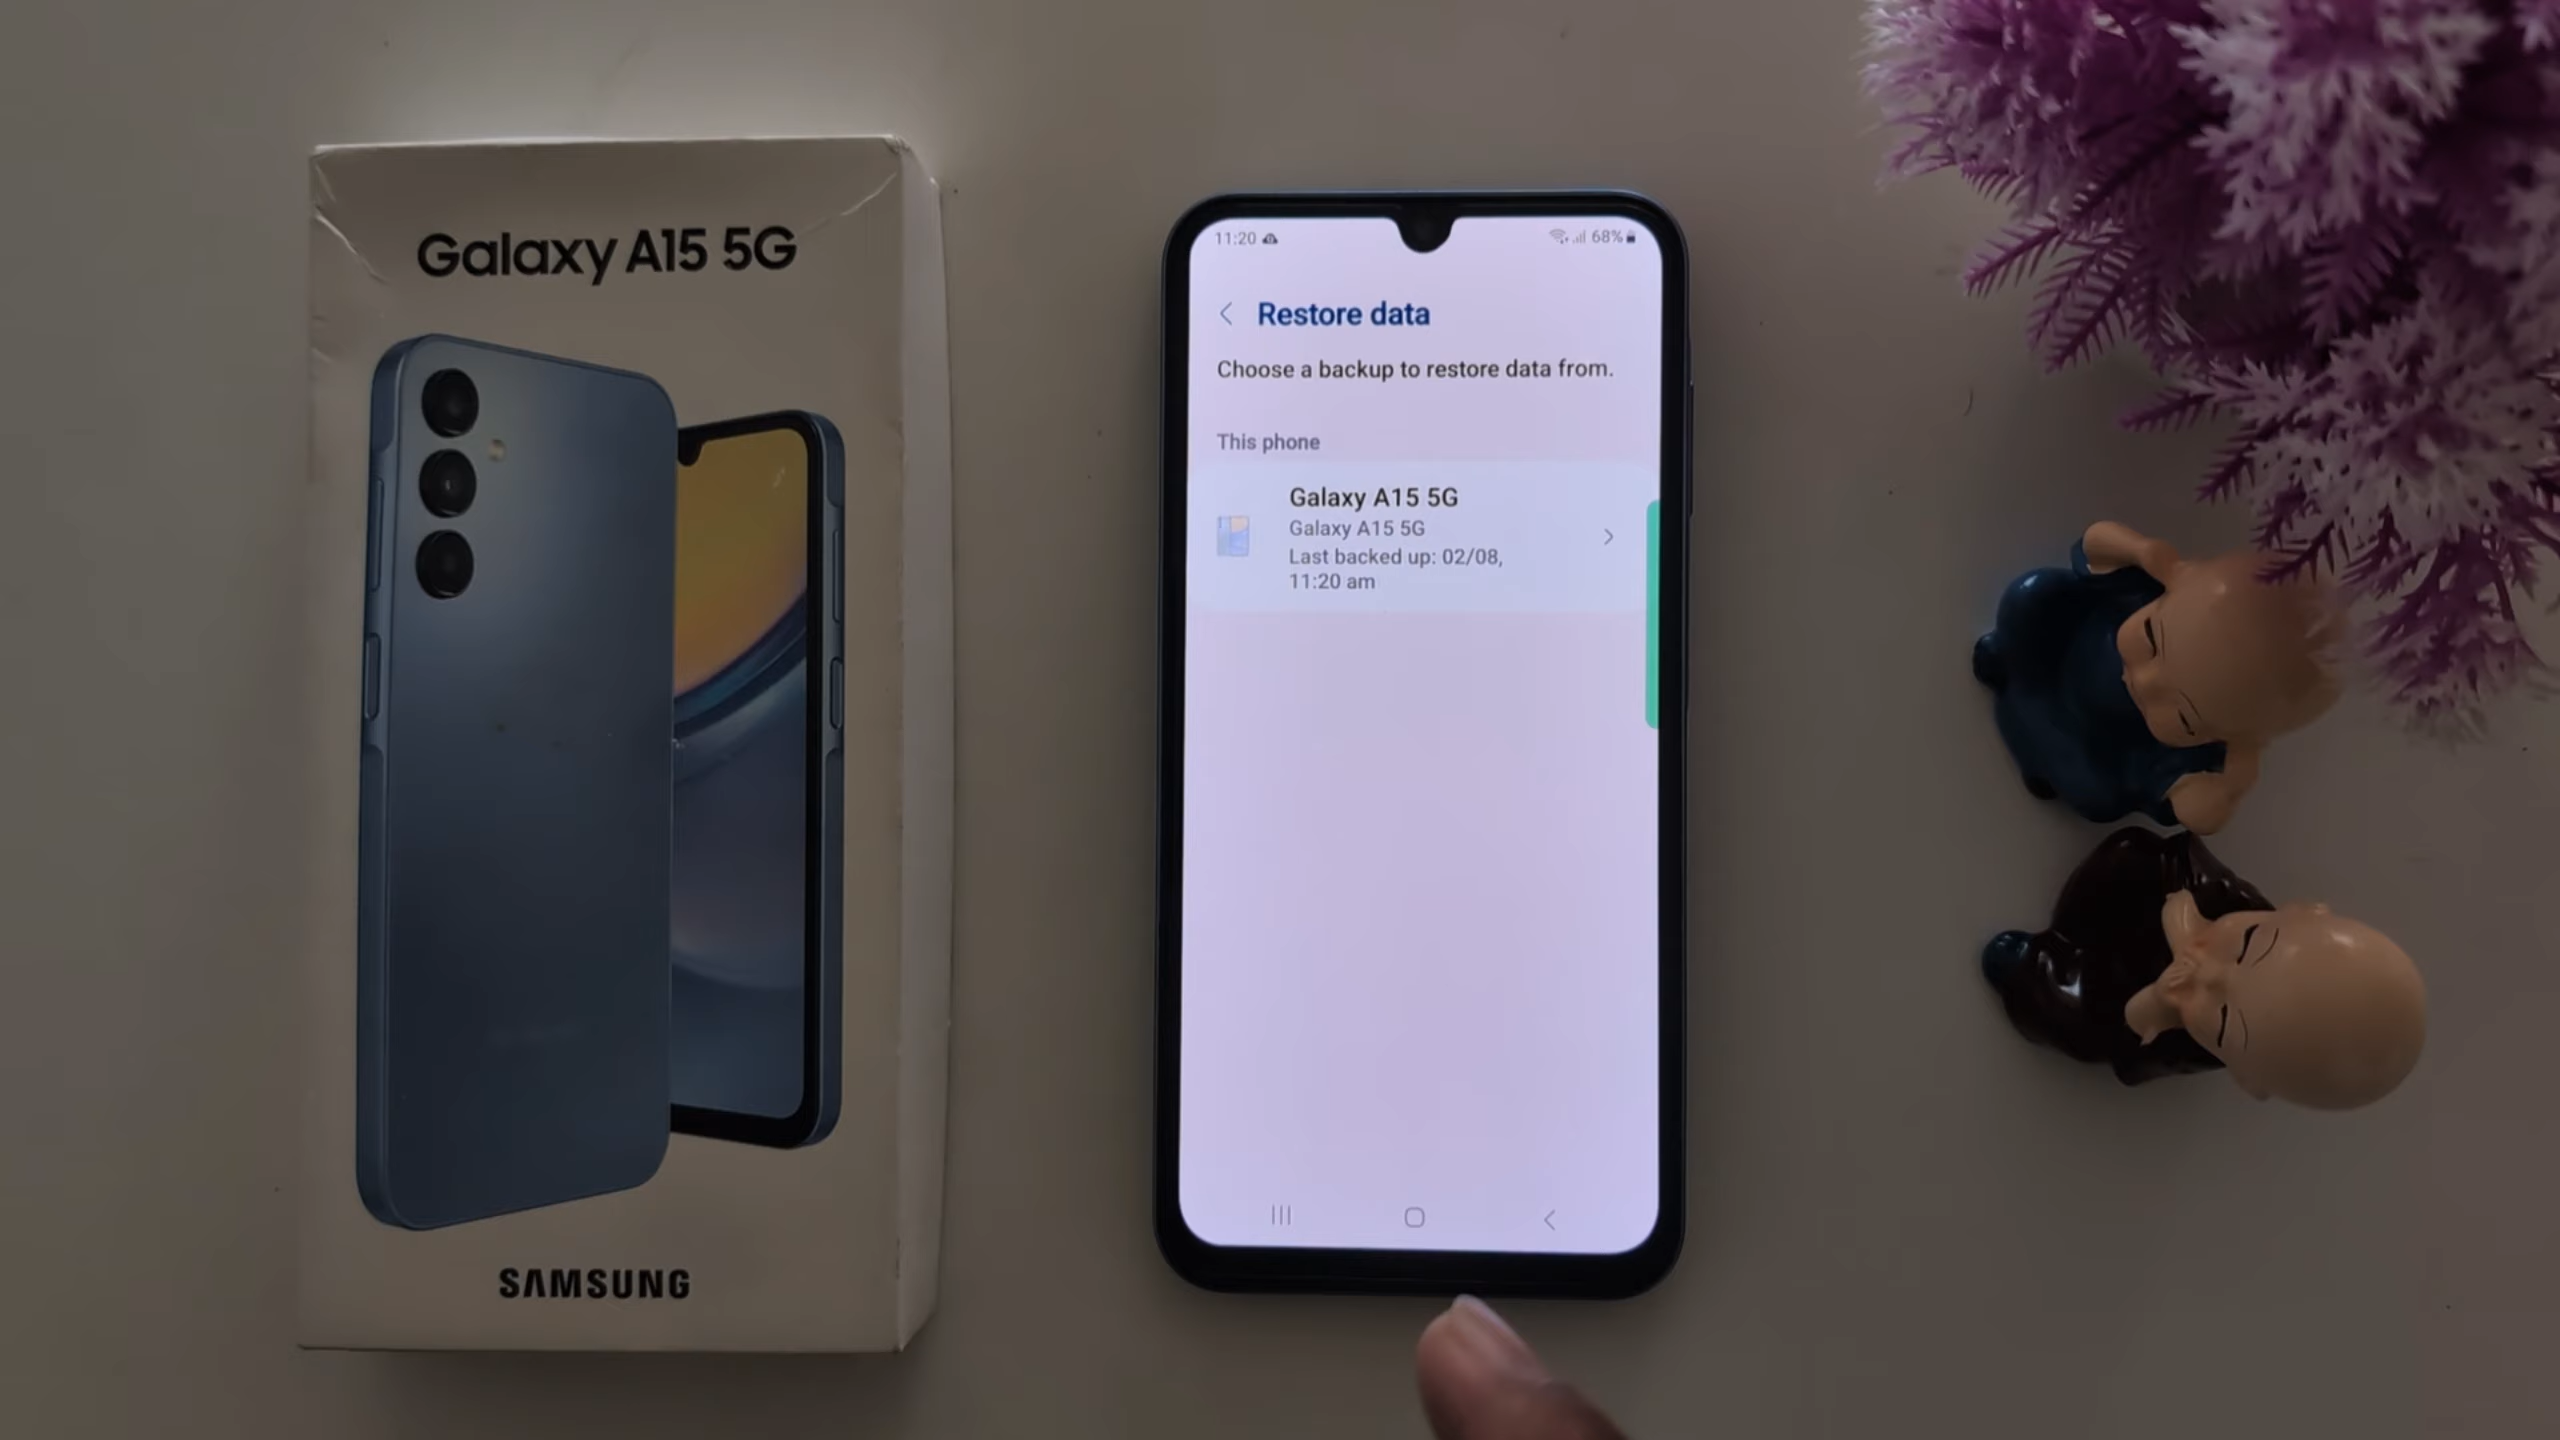 Galaxy A15 5G
SAMSUNG
11:20
68%
Restore data
Choose a backup to restore data from.
This phone
Galaxy A15 5G
Galaxy A15 5G
Last backed up: 02/08,
11:20 am